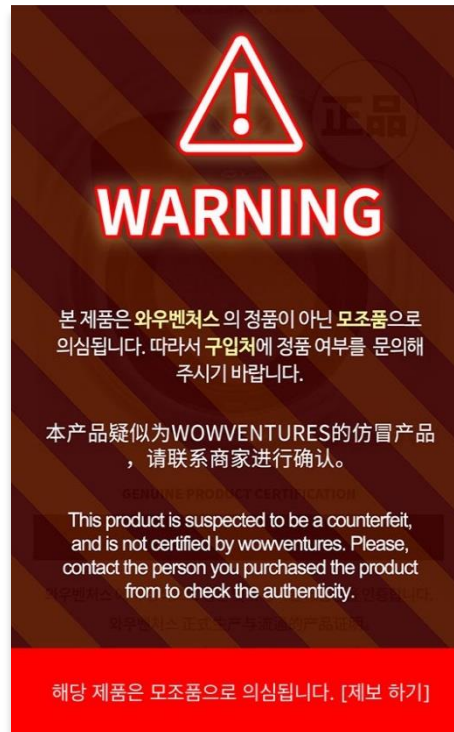 正品
WARNING
본 제품은 와우벤처스 의 정품이 아닌 모조품으로
의심됩니다. 따라서 구입처에 정품 여부를 문의해
주시기 바랍니다.
本产品疑似为WOWVENTURES的仿冒产品
，请联系商家进行确认。
GENUINE PRODUCT CERTIFICATION
This product is suspected to be a counterfeit,
and is not certified by wowventures. Please,
contact the person you purchased the product
from to check the authenticity.
해당 제품은 모조품으로 의심됩니다. [제보 하기]